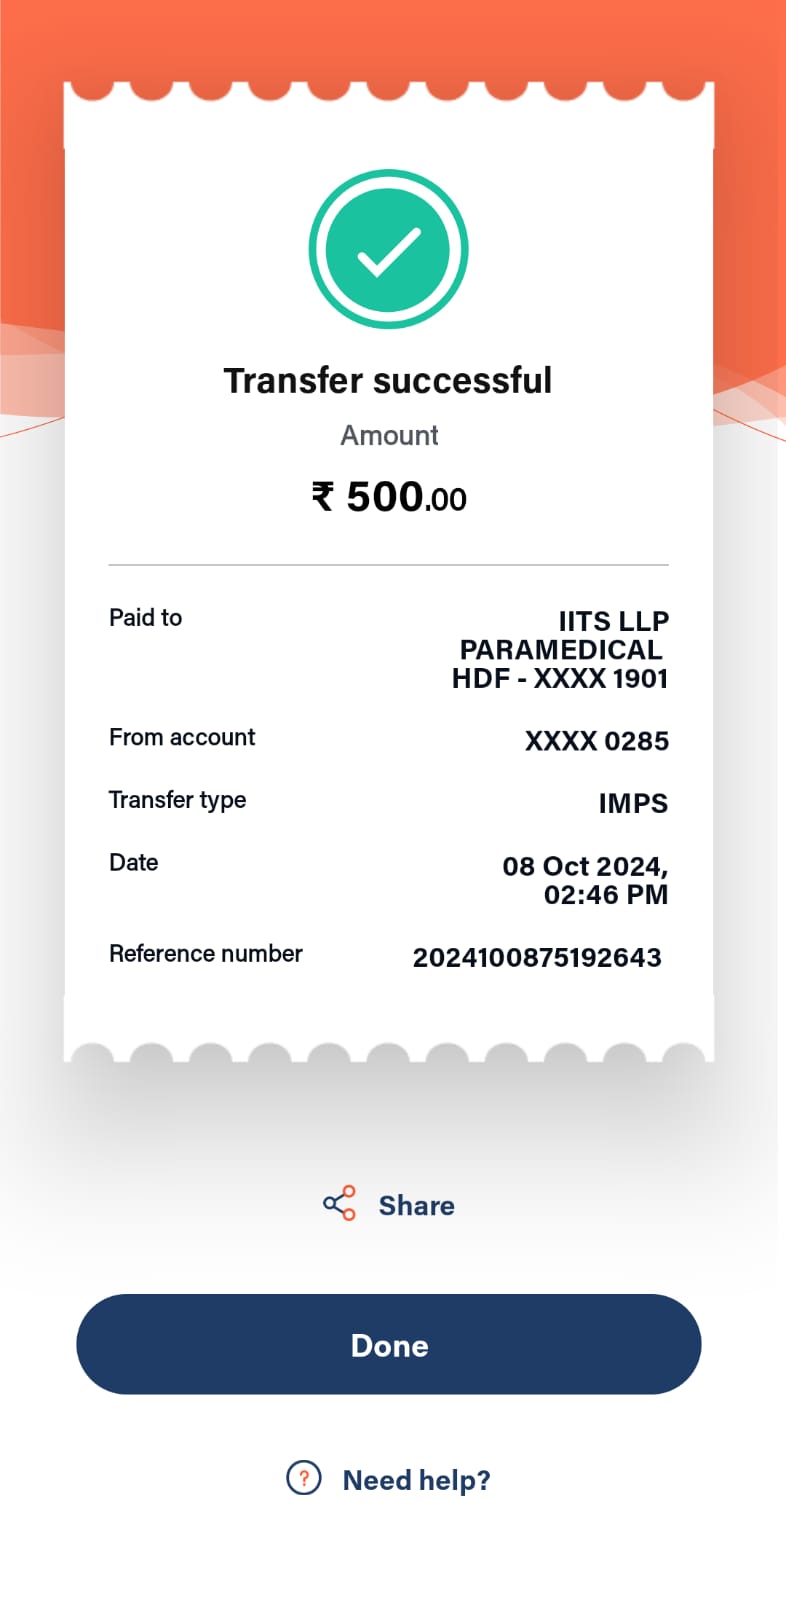 Transfer successful
Amount
₹ 500.00
Paid to
IITS LLP
PARAMEDICAL
HDF - XXXX 1901
From account
XXXX 0285
Transfer type
IMPS
Date
08 Oct 2024,
02:46 PM
Reference number
2024100875192643
Share
Done
? Need help?